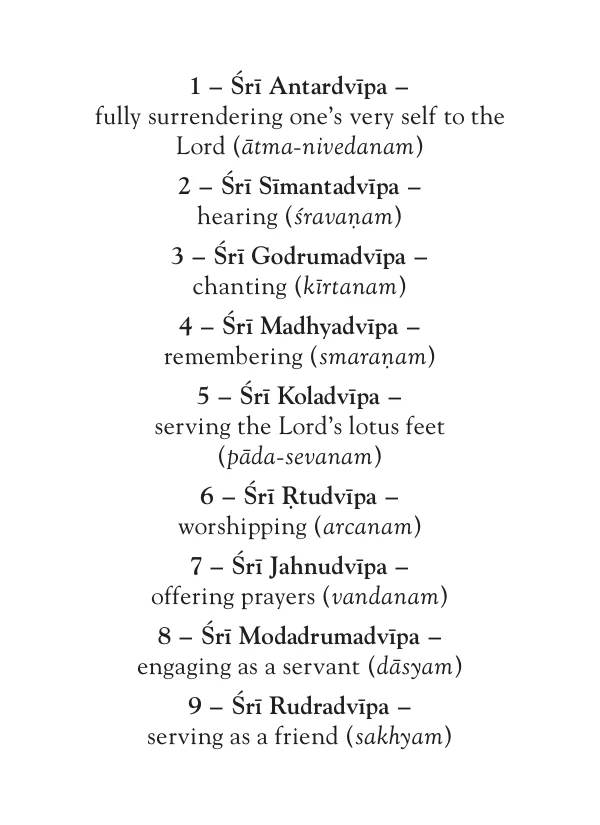 1 – Śrī Antardvīpa –
fully surrendering one’s very self to the
Lord (ātma-nivedanam)
2 – Śrī Sīmantadvīpa –
hearing (śravaṇam)
3 – Śrī Godrumadvīpa –
chanting (kīrtanam)
4 – Śrī Madhyadvīpa –
remembering (smaraṇam)
5 – Śrī Koladvīpa –
serving the Lord’s lotus feet
(pāda-sevanam)
6 – Śrī Ṛtudvīpa –
worshipping (arcanam)
7 – Śrī Jahnudvīpa –
offering prayers (vandanam)
8 – Śrī Modadrumadvīpa –
engaging as a servant (dāsyam)
9 – Śrī Rudradvīpa –
serving as a friend (sakhyam)